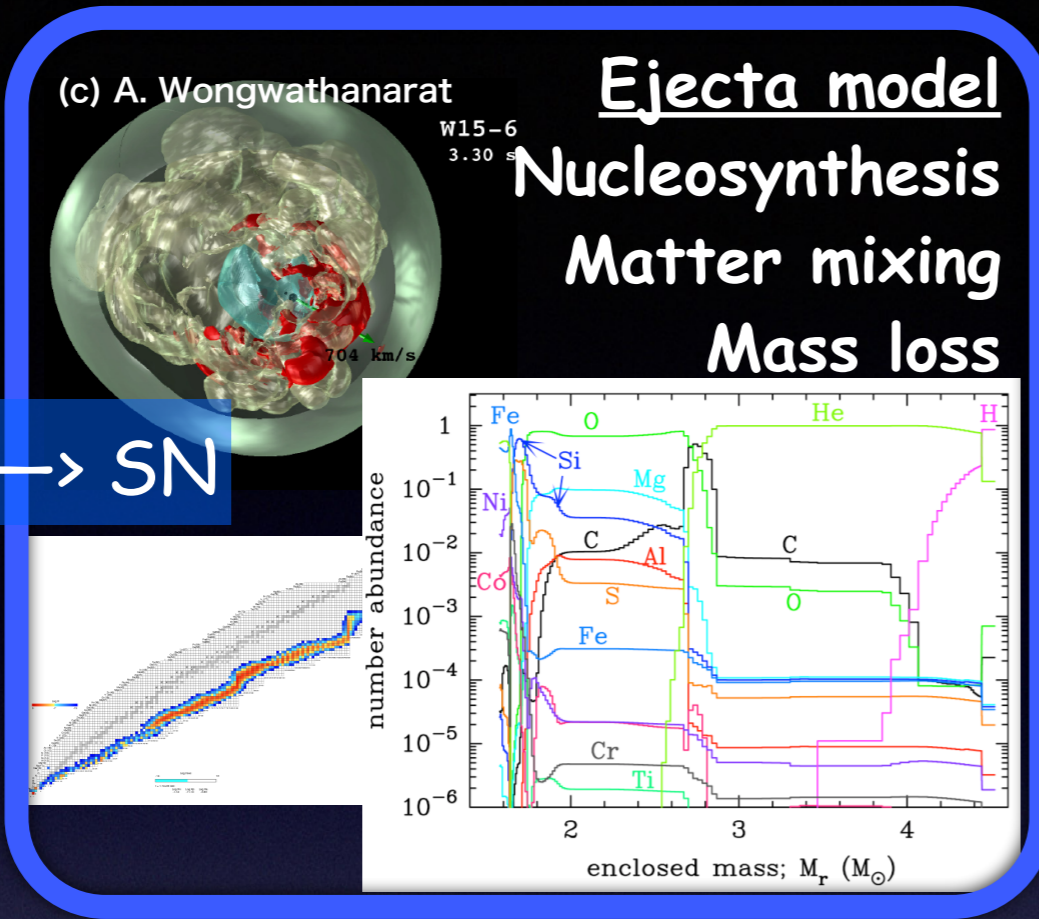 (c) A. Wongwathanarat
W15-6
3.30 s
704 km/s
Ejecta model
Nucleosynthesis
Matter mixing
Mass loss
-> SN
number abundance
1
10-1
10-2
10-3
10-4
10-5
10-6
Fe
O
He
H
Si
Mg
Ni
C
C
Al
Co
S
O
Fe
Cr
Ti
2
3
4
enclosed mass; Mr (M⊙)